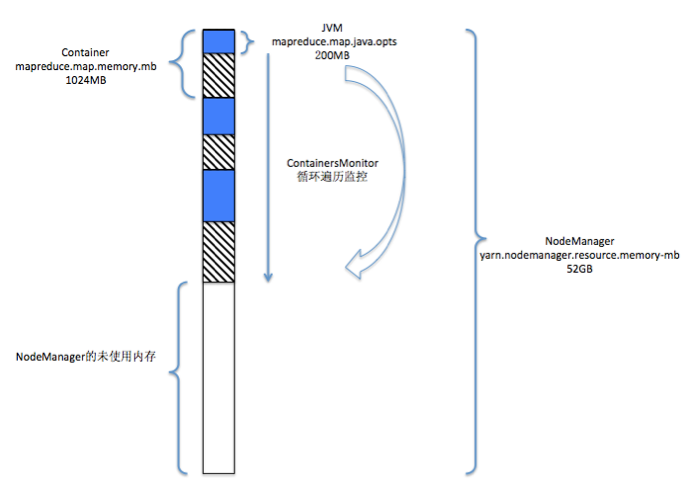 Container
mapreduce.map.memory.mb
1024MB
JVM
mapreduce.map.java.opts
200MB
ContainersMonitor
循环遍历监控
NodeManager
yarn.nodemanager.resource.memory-mb
52GB
NodeManager的未使用内存